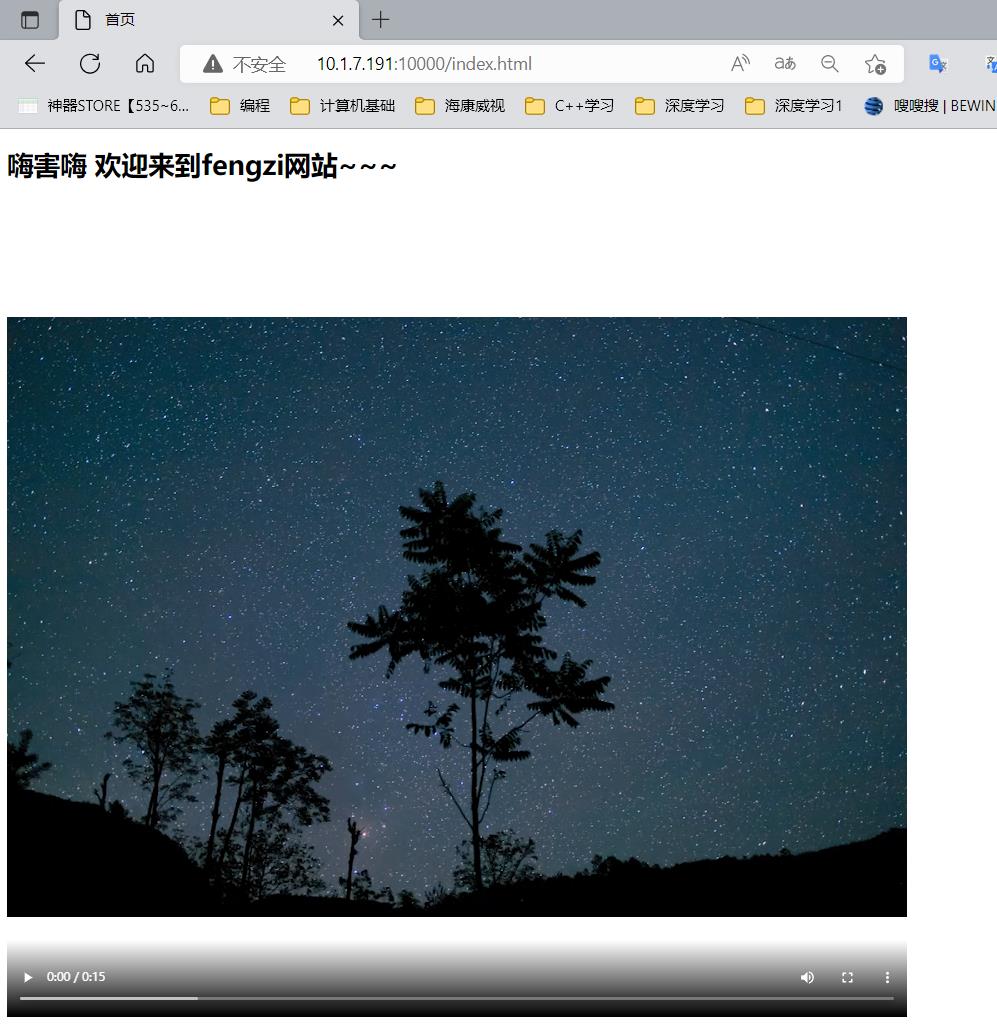 首页
不安全 10.1.7.191:10000/index.html
神器STORE【535~6... 编程 计算机基础 海康威视 C++学习 深度学习 深度学习1 嗖嗖搜 | BEWIN
嗨害嗨 欢迎来到fengzi网站~~~
0:00 / 0:15